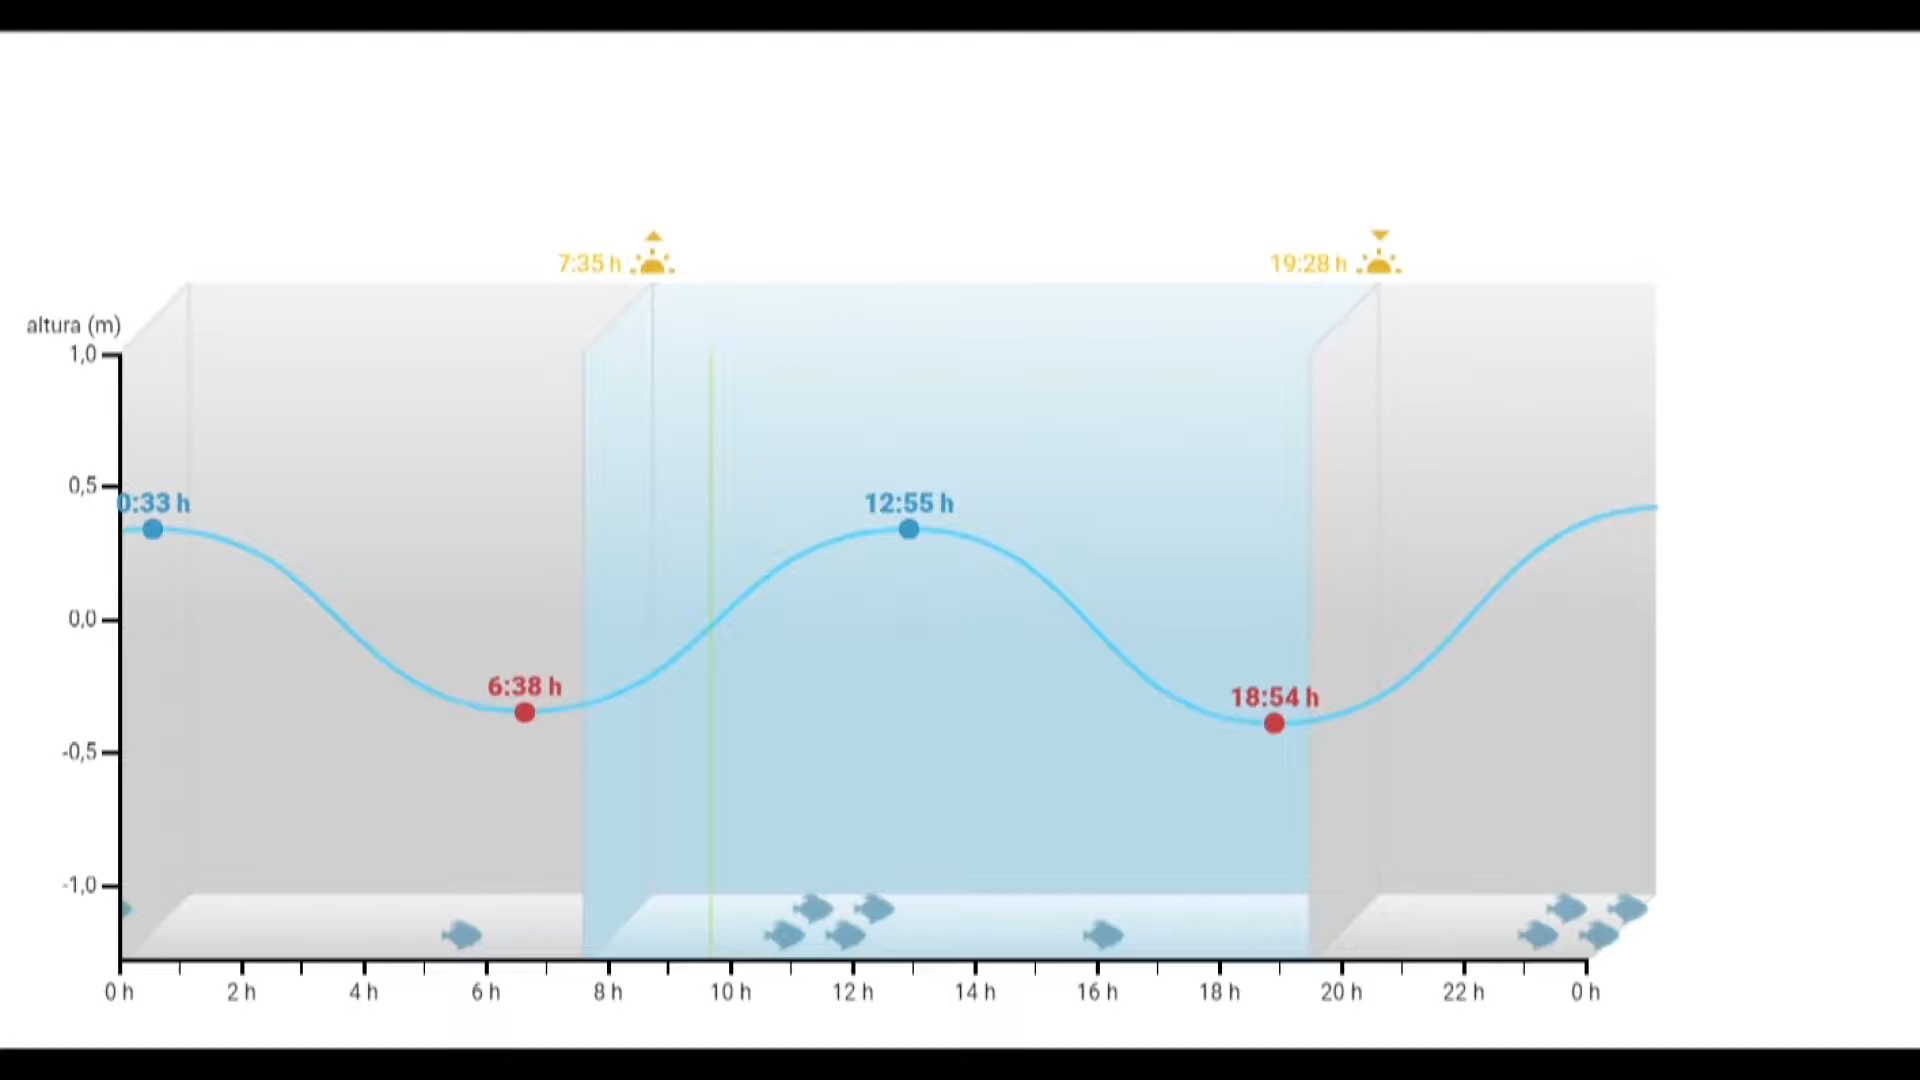 7:35 h
19:28 h
altura (m)
1,0
0,5
0:33 h
12:55 h
0,0
6:38 h
18:54 h
-0,5
-1,0
0 h 2 h 4 h 6 h 8 h 10 h 12 h 14 h 16 h 18 h 20 h 22 h 0 h